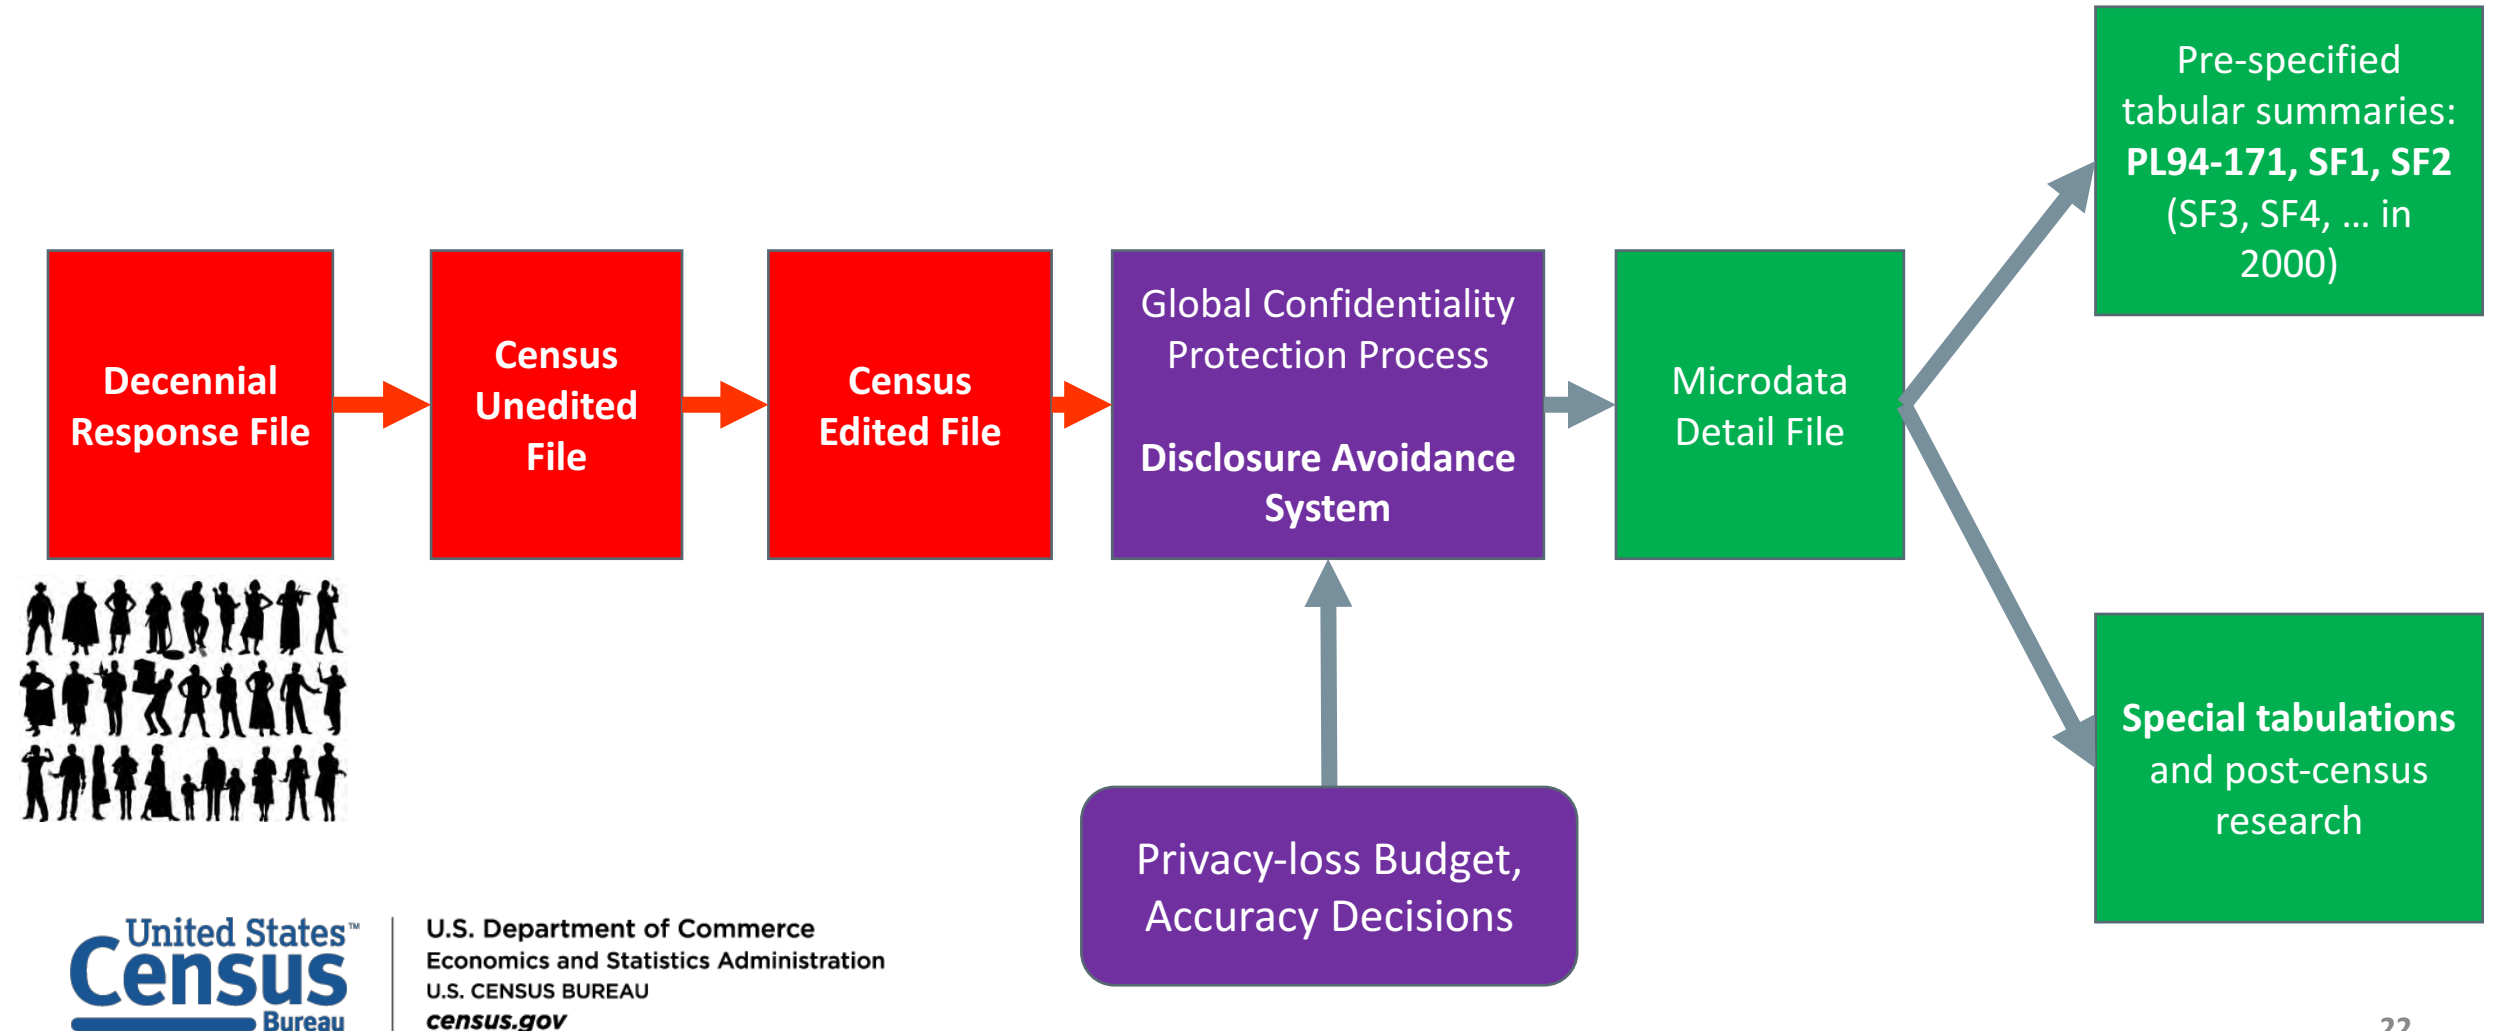 Pre-specified
tabular summaries:
PL94-171, SF1, SF2
(SF3, SF4, ... in
2000)
Decennial
Response File
Census
Unedited
File
Census
Edited File
Global Confidentiality
Protection Process
Disclosure Avoidance
System
Microdata
Detail File
Special tabulations
and post-census
research
Privacy-loss Budget,
Accuracy Decisions
United States™
Census
Bureau
U.S. Department of Commerce
Economics and Statistics Administration
U.S. CENSUS BUREAU
census.gov
22